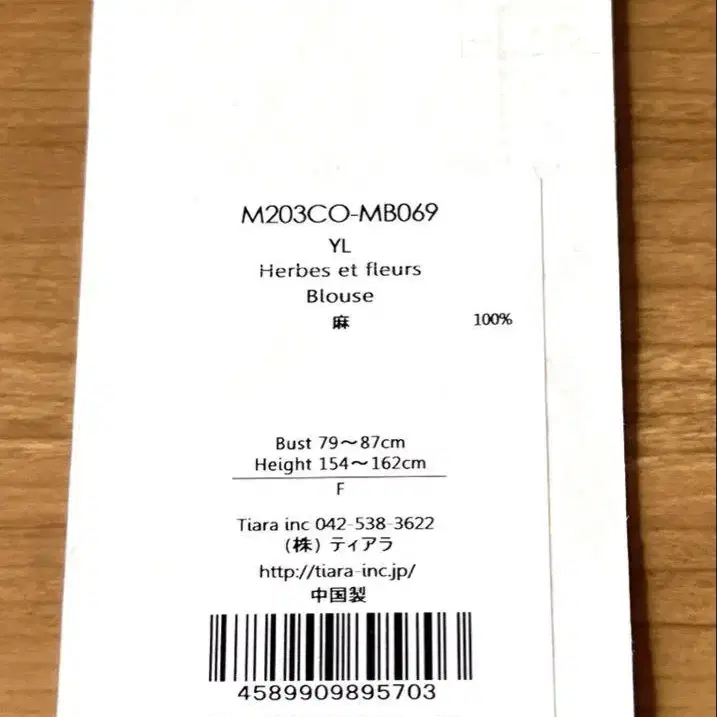 M203CO-MB069
YL
Herbes et fleurs
Blouse
麻 100%
Bust 79～87cm
Height 154～162cm
F
Tiara inc 042-538-3622
(株) ティアラ
http://tiara-inc.jp/
中国製
4589909895703